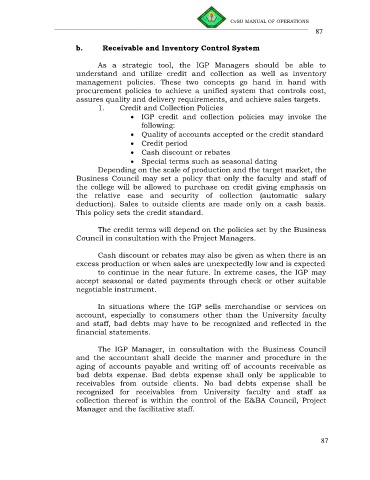 CvSU MANUAL OF OPERATIONS
87
b. Receivable and Inventory Control System
As a strategic tool, the IGP Managers should be able to
understand and utilize credit and collection as well as inventory
management policies. These two concepts go hand in hand with
procurement policies to achieve a unified system that controls cost,
assures quality and delivery requirements, and achieve sales targets.
1. Credit and Collection Policies
• IGP credit and collection policies may invoke the
following:
• Quality of accounts accepted or the credit standard
• Credit period
• Cash discount or rebates
• Special terms such as seasonal dating
Depending on the scale of production and the target market, the
Business Council may set a policy that only the faculty and staff of
the college will be allowed to purchase on credit giving emphasis on
the relative ease and security of collection (automatic salary
deduction). Sales to outside clients are made only on a cash basis.
This policy sets the credit standard.
The credit terms will depend on the policies set by the Business
Council in consultation with the Project Managers.
Cash discount or rebates may also be given as when there is an
excess production or when sales are unexpectedly low and is expected
to continue in the near future. In extreme cases, the IGP may
accept seasonal or dated payments through check or other suitable
negotiable instrument.
In situations where the IGP sells merchandise or services on
account, especially to consumers other than the University faculty
and staff, bad debts may have to be recognized and reflected in the
financial statements.
The IGP Manager, in consultation with the Business Council
and the accountant shall decide the manner and procedure in the
aging of accounts payable and writing off of accounts receivable as
bad debts expense. Bad debts expense shall only be applicable to
receivables from outside clients. No bad debts expense shall be
recognized for receivables from University faculty and staff as
collection thereof is within the control of the E&BA Council, Project
Manager and the facilitative staff.
87